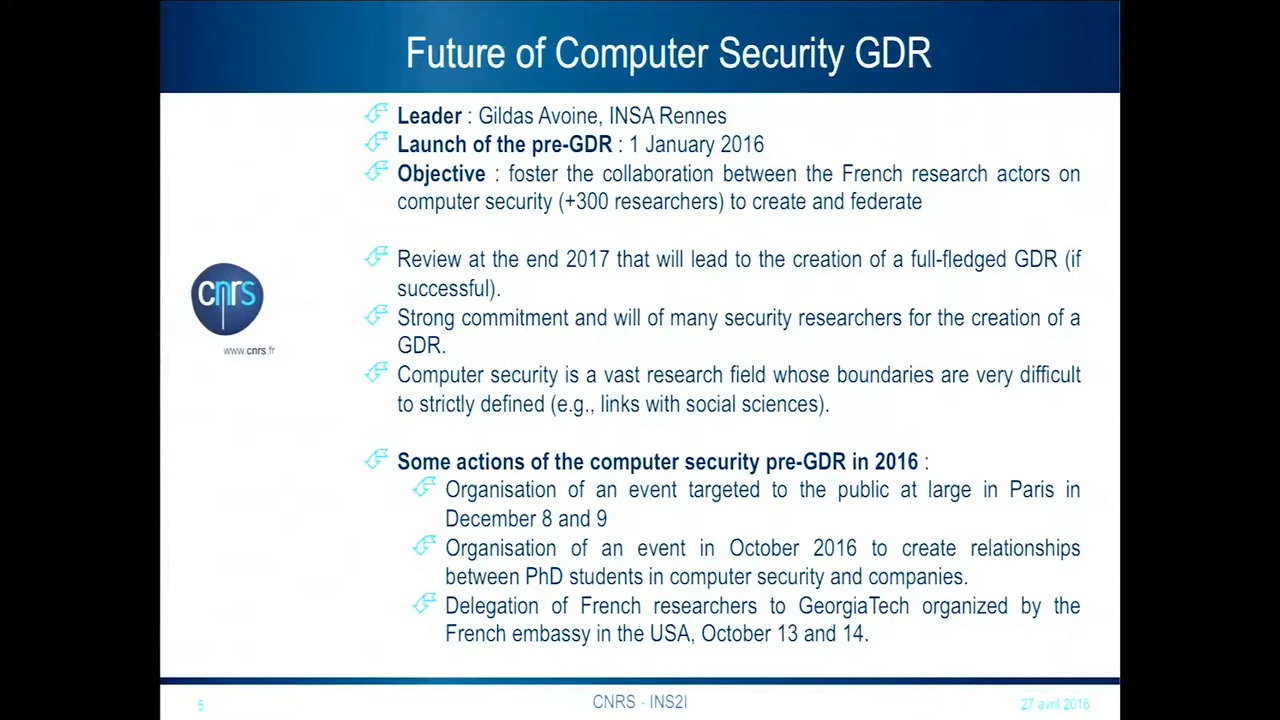 Future of Computer Security GDR
Leader : Gildas Avoine, INSA Rennes
Launch of the pre-GDR : 1 January 2016
Objective : foster the collaboration between the French research actors on
computer security (+300 researchers) to create and federate
Review at the end 2017 that will lead to the creation of a full-fledged GDR (if
successful).
Strong commitment and will of many security researchers for the creation of a
GDR.
Computer security is a vast research field whose boundaries are very difficult
to strictly defined (e.g., links with social sciences).
cnrs
www.cnrs.fr
Some actions of the computer security pre-GDR in 2016 :
Organisation of an event targeted to the public at large in Paris in
December 8 and 9
Organisation of an event in October 2016 to create relationships
between PhD students in computer security and companies.
Delegation of French researchers to GeorgiaTech organized by the
French embassy in the USA, October 13 and 14.
5
CNRS - INS2I
27 avril 2016